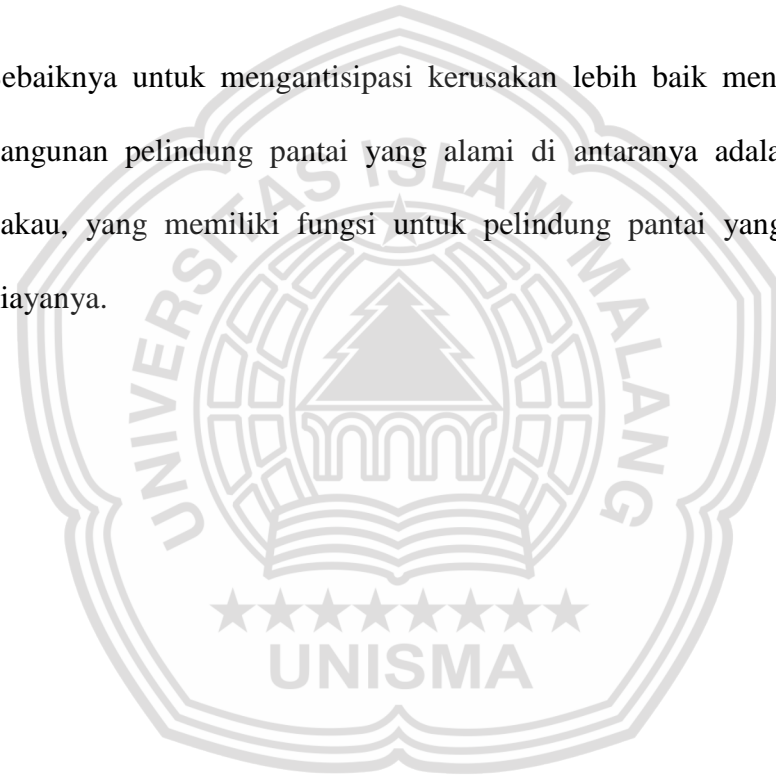 ebaiknya untuk mengantisipasi kerusakan lebih baik men
angunan pelindung pantai yang alami di antaranya adala
akau, yang memiliki fungsi untuk pelindung pantai yang
iayanya.
UNIVERSITAS ISLAM MALANG
UNISMA